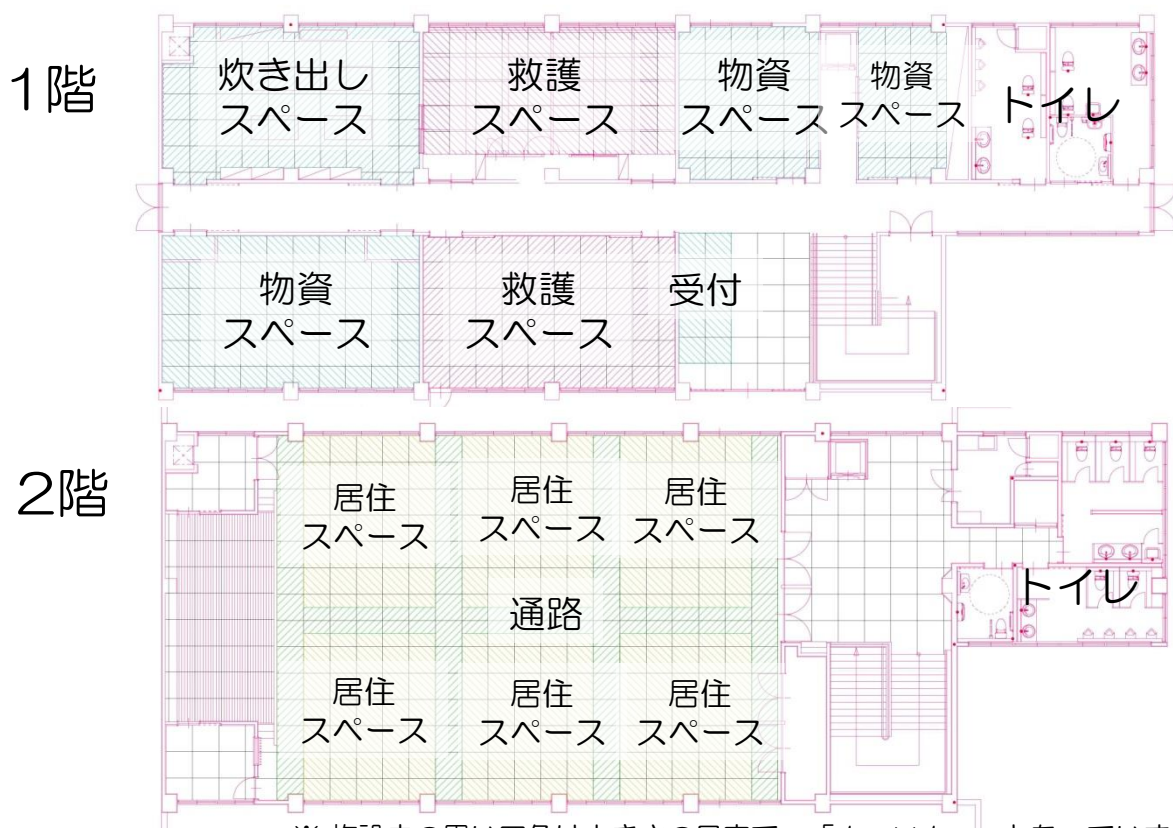 1階
炊き出し
スペース
救護
スペース
物資
スペース
物資
スペース
トイレ
物資
スペース
救護
スペース
受付
2階
居住
スペース
居住
スペース
居住
スペース
トイレ
通路
居住
スペース
居住
スペース
居住
スペース